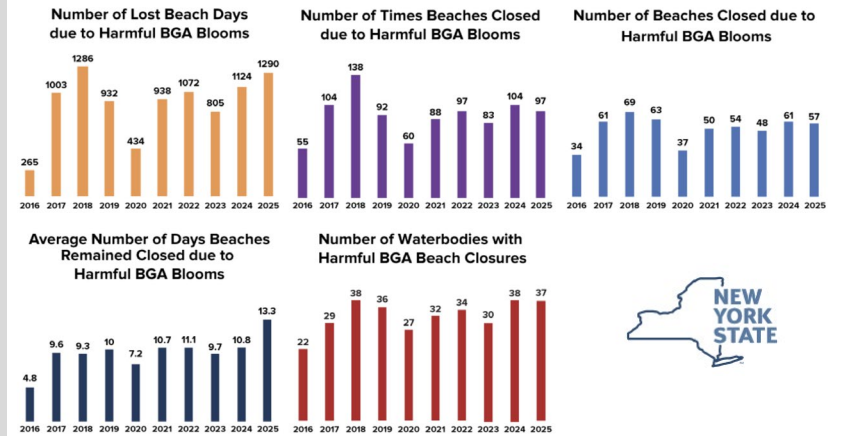 Number of Lost Beach Days
due to Harmful BGA Blooms
265
1003
1286
932
434
938
1072
805
1124
1290
2016 2017 2018 2019 2020 2021 2022 2023 2024 2025
Number of Times Beaches Closed
due to Harmful BGA Blooms
55
104
138
92
60
88
97
83
104
97
2016 2017 2018 2019 2020 2021 2022 2023 2024 2025
Number of Beaches Closed due to
Harmful BGA Blooms
34
61
69
63
37
50
54
48
61
57
2016 2017 2018 2019 2020 2021 2022 2023 2024 2025
Average Number of Days Beaches
Remained Closed due to
Harmful BGA Blooms
4.8
9.6
9.3
10
7.2
10.7
11.1
9.7
10.8
13.3
2016 2017 2018 2019 2020 2021 2022 2023 2024 2025
Number of Waterbodies with
Harmful BGA Beach Closures
22
29
38
36
27
32
34
30
38
37
2016 2017 2018 2019 2020 2021 2022 2023 2024 2025
NEW
YORK
STATE